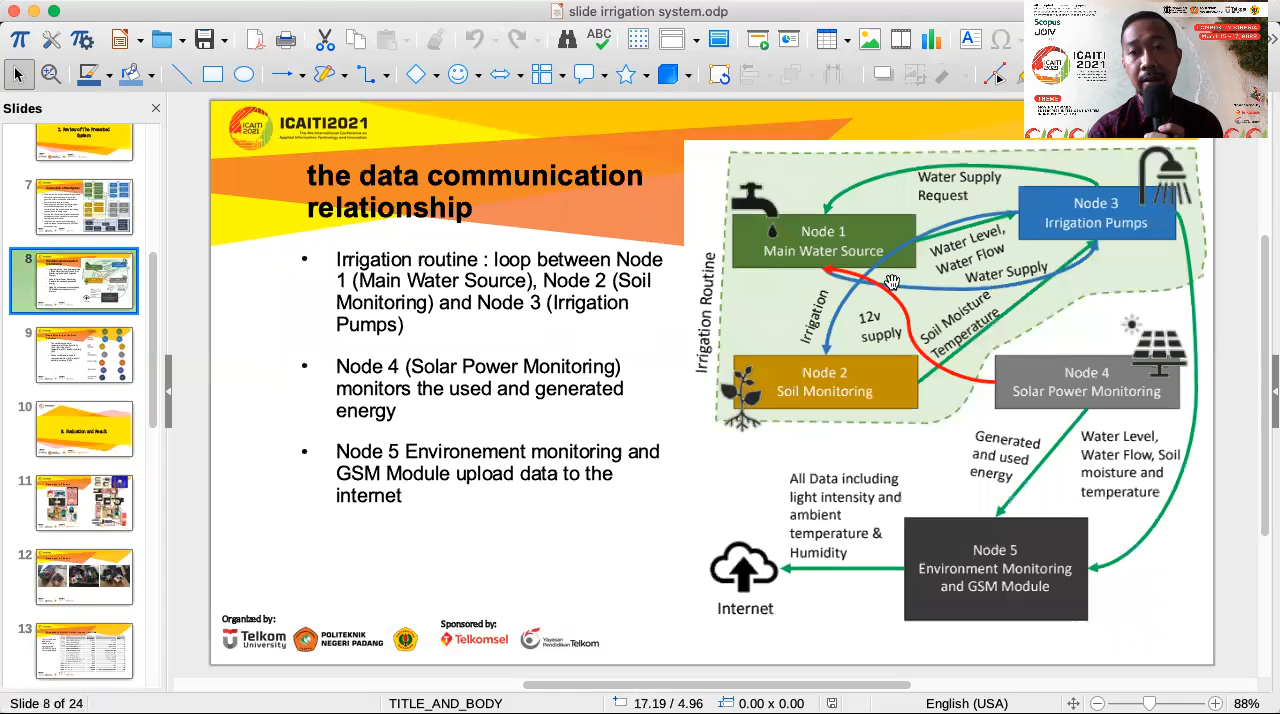 slide irrigation system.odp
Slides
7
8
9
10
11
12
13
ICAITI2021
the data communication
relationship
• Irrigation routine : loop between Node
1 (Main Water Source), Node 2 (Soil
Monitoring) and Node 3 (Irrigation
Pumps)
• Node 4 (Solar Power Monitoring)
monitors the used and generated
energy
• Node 5 Environement monitoring and
GSM Module upload data to the
internet
Organized by:
Telkom
University
POLITEKNIK
NEGERI PADANG
Sponsored by:
Telkomsel
Yayasan
Pendidikan Telkom
Irrigation Routine
Water Supply
Request
Node 1
Main Water Source
Node 3
Irrigation Pumps
Water Level,
Water Flow
Water Supply
Irrigation
12v
supply
Soil Moisture
Temperature
Node 2
Soil Monitoring
Node 4
Solar Power Monitoring
Generated
and used
energy
Water Level,
Water Flow, Soil
moisture and
temperature
All Data including
light intensity and
ambient
temperature &
Humidity
Node 5
Environment Monitoring
and GSM Module
Internet
Scopus
JOIV
ICAITI
2021
THEME
Slide 8 of 24
TITLE_AND_BODY
17.19 / 4.96
0.00 x 0.00
English (USA)
88%